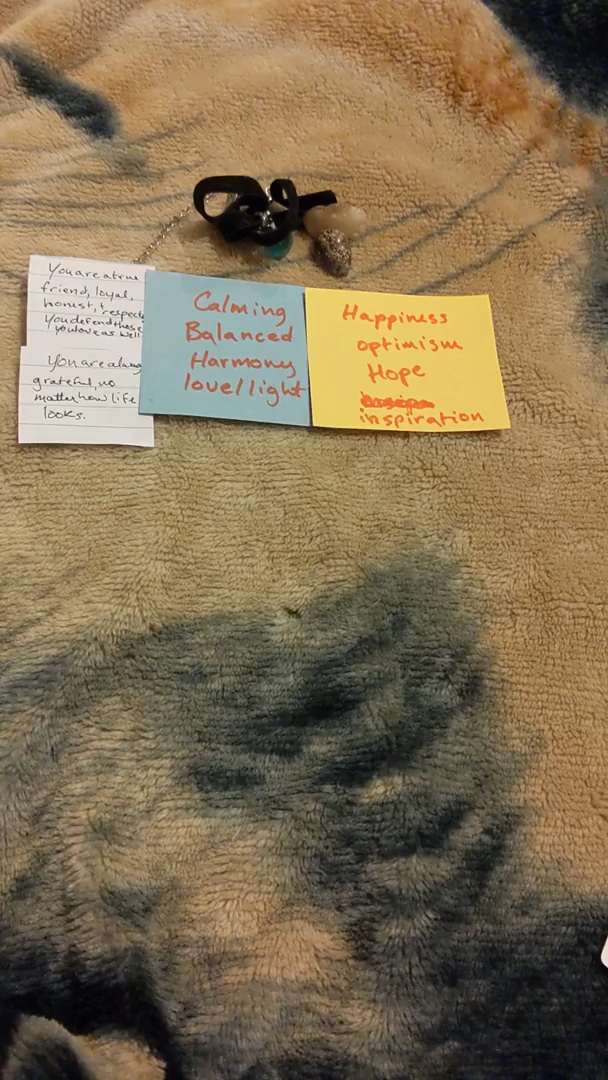 You are a true
friend, loyal,
honest, + respect
You defend those
you love as well
You are always
grateful, no
matter how life
looks.
Calming
Balanced
Harmony
love/light
Happiness
optimism
Hope
inspiration